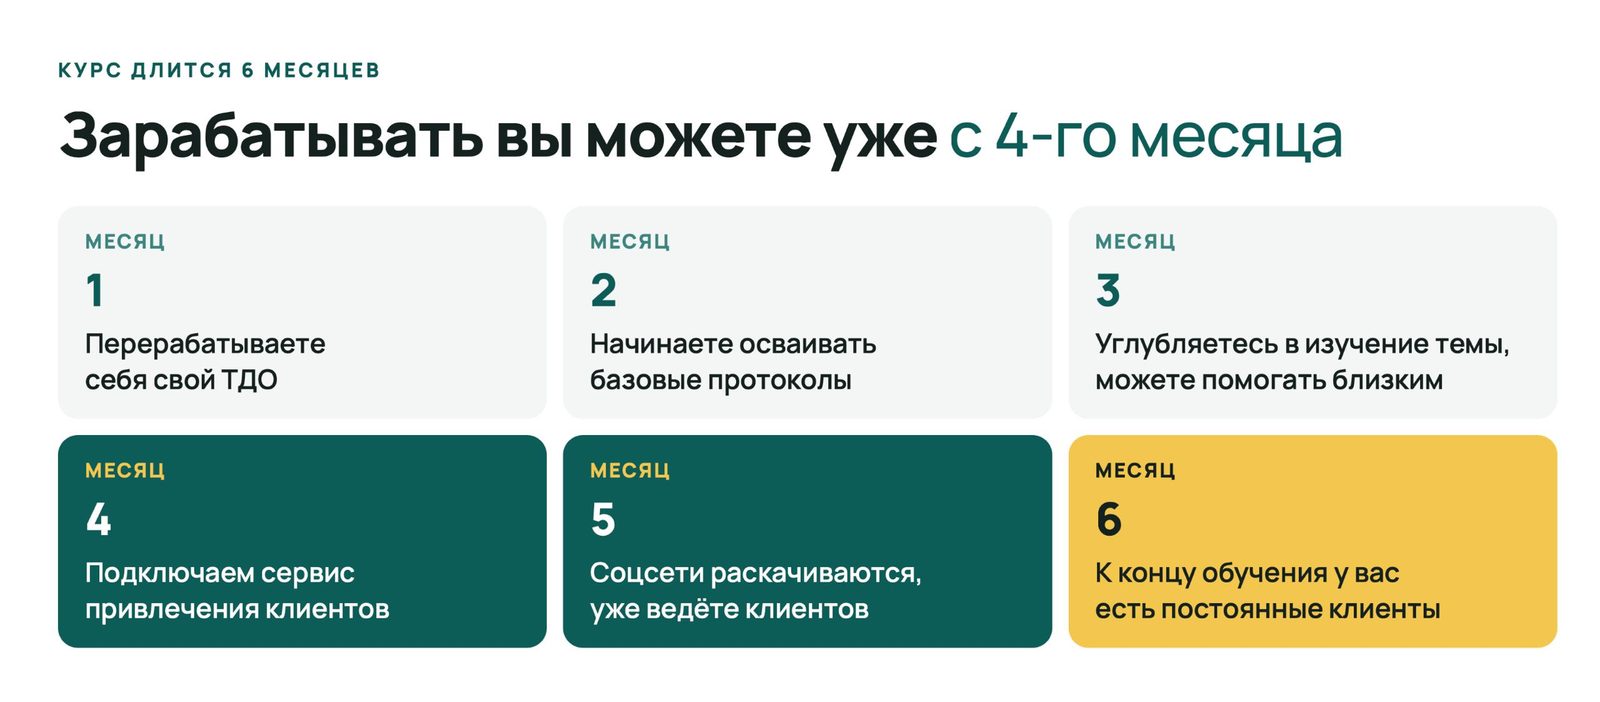 КУРС ДЛИТСЯ 6 МЕСЯЦЕВ
Зарабатывать вы можете уже с 4-го месяца
МЕСЯЦ
1
Перерабатываете
себя свой ТДО
МЕСЯЦ
2
Начинаете осваивать
базовые протоколы
МЕСЯЦ
3
Углубляетесь в изучение темы,
можете помогать близким
МЕСЯЦ
4
Подключаем сервис
привлечения клиентов
МЕСЯЦ
5
Соцсети раскачиваются,
уже ведёте клиентов
МЕСЯЦ
6
К концу обучения у вас
есть постоянные клиенты